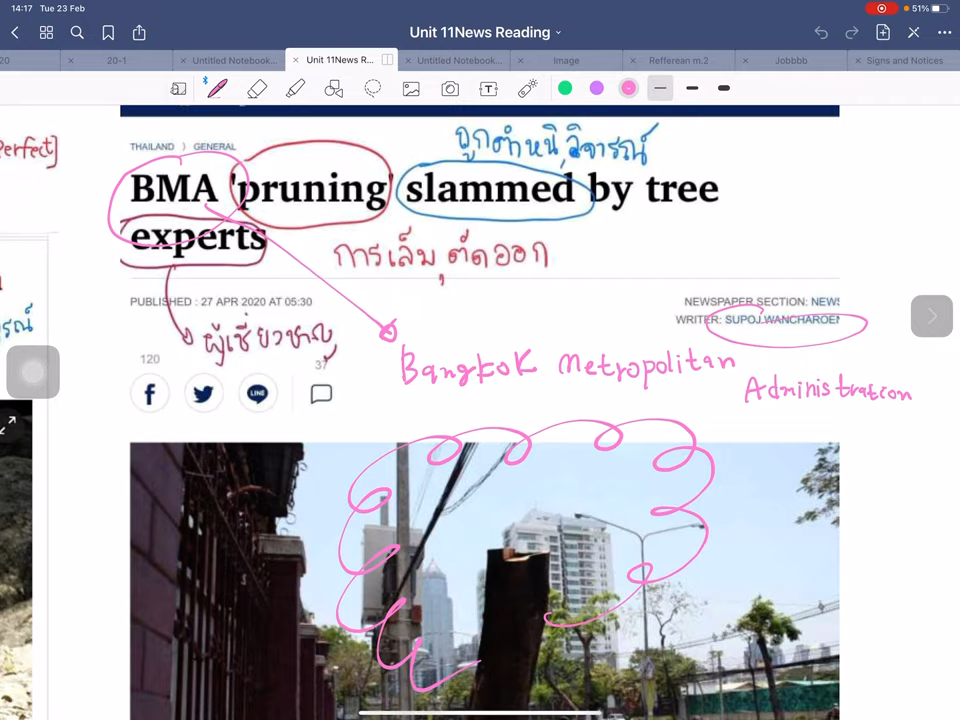 14:17 Tue 23 Feb
51%
Unit 11News Reading
20
20-1
Untitled Notebook...
Unit 11News R...
Untitled Notebook...
Image
Refferean m.2
Jobbbb
Signs and Notices
erfect]
THAILAND GENERAL
ถูกตำหนิ, วิจารณ์
BMA 'pruning' slammed by tree
experts
การเล็ม, ตัดออก
PUBLISHED : 27 APR 2020 AT 05:30
NEWSPAPER SECTION: NEWS
WRITER: SUPOJ WANCHAROEN
รณ์
ผู้เชี่ยวชาญ
120
37
Bangkok Metropolitan
Administration
LINE